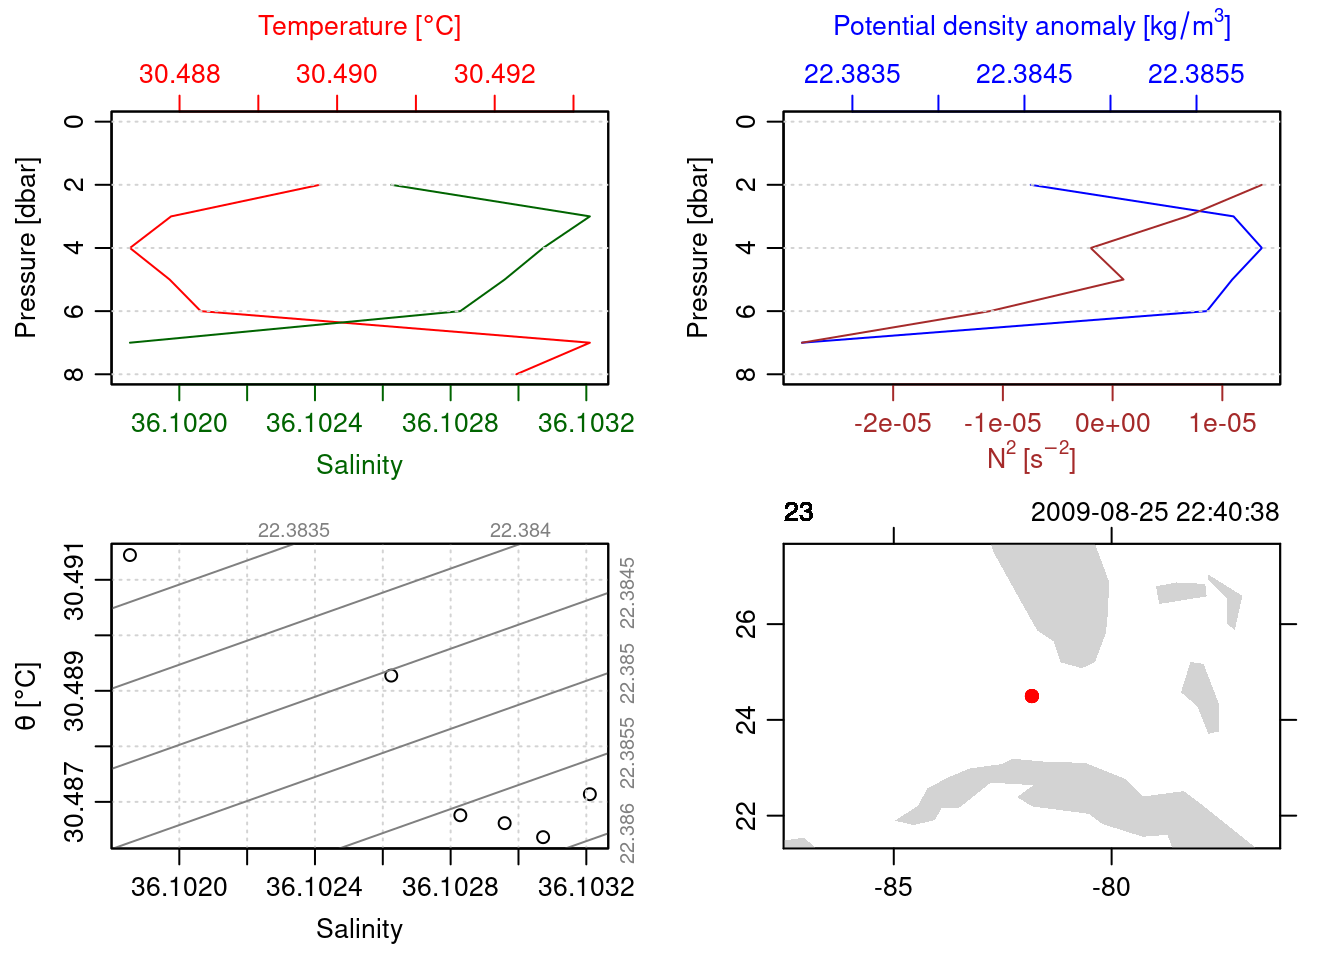 Temperature [°C]
30.488 30.490 30.492
0
2
4
6
8
Pressure [dbar]
36.1020 36.1024 36.1028 36.1032
Salinity
Potential density anomaly [kg/m³]
22.3835 22.3845 22.3855
0
2
4
6
8
Pressure [dbar]
-2e-05 -1e-05 0e+00 1e-05
N² [s⁻²]
22.3835 22.384
30.491
30.489
30.487
θ [°C]
22.3845
22.385
22.3855
22.386
36.1020 36.1024 36.1028 36.1032
Salinity
23 2009-08-25 22:40:38
26
24
22
-85 -80